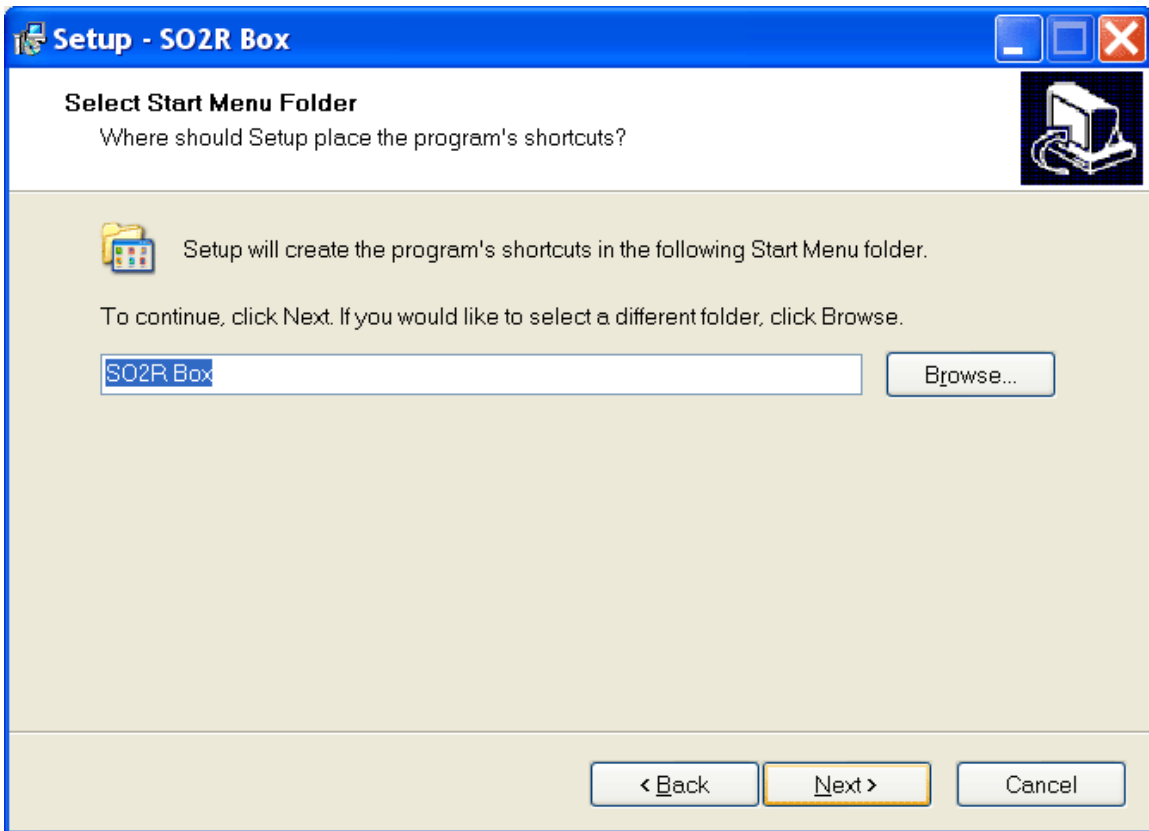 Setup - SO2R Box
Select Start Menu Folder
Where should Setup place the program's shortcuts?
Setup will create the program's shortcuts in the following Start Menu folder.
To continue, click Next. If you would like to select a different folder, click Browse.
SO2R Box
Browse...
< Back
Next >
Cancel